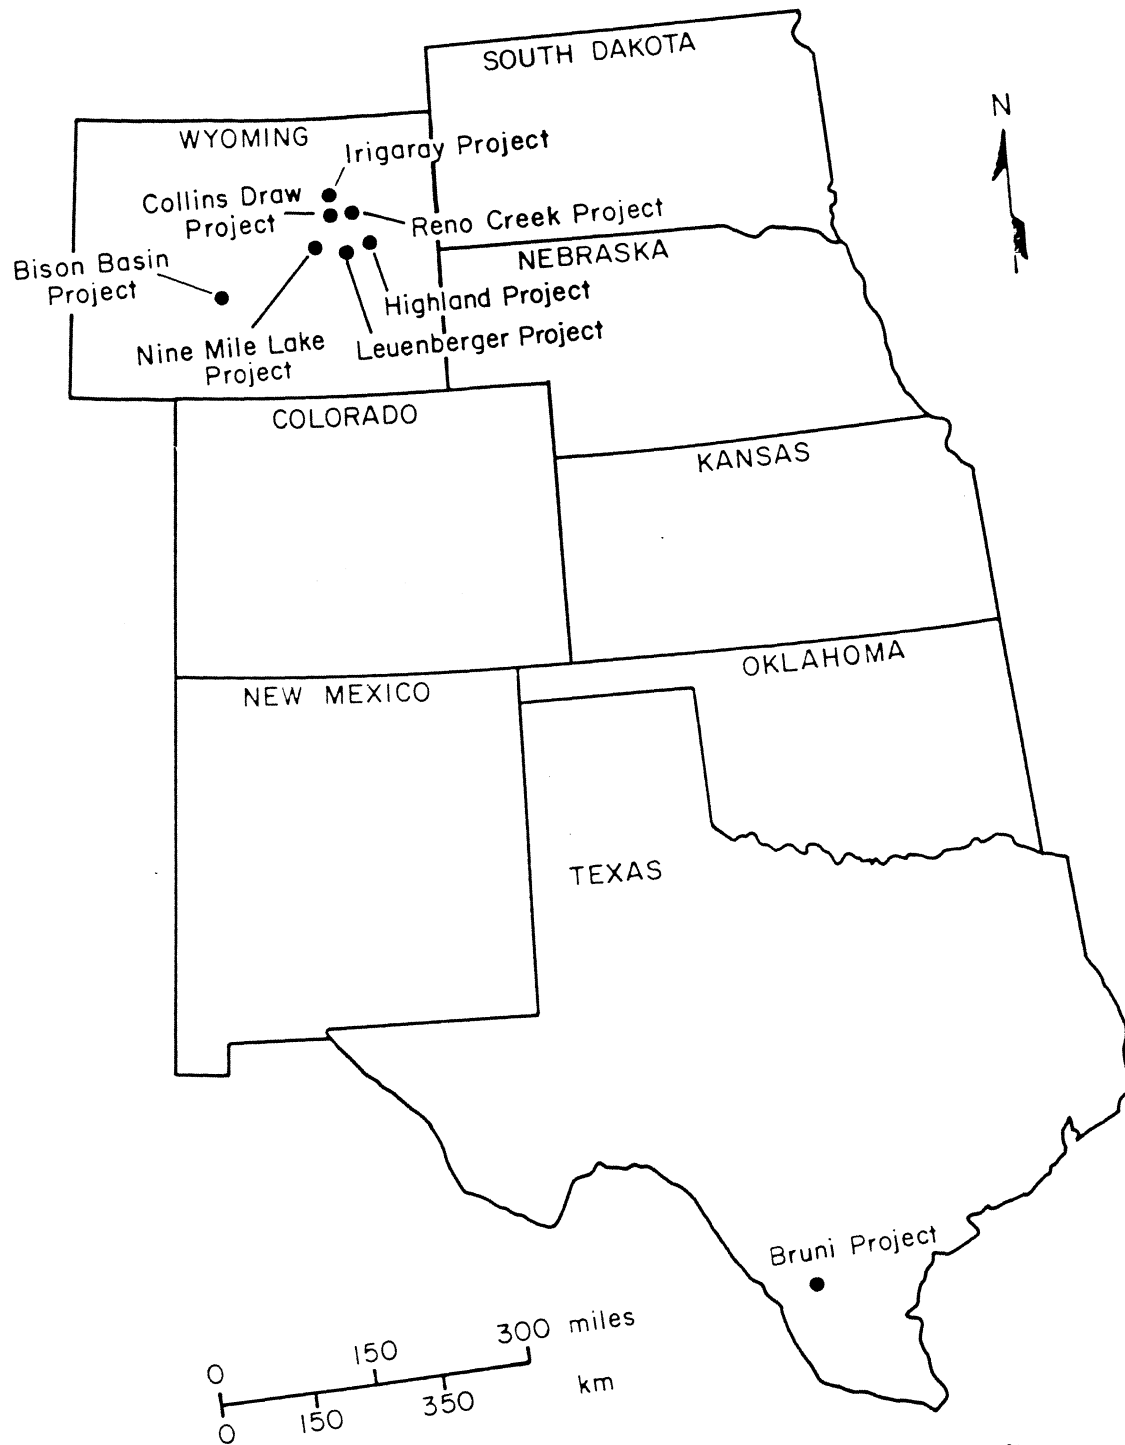 SOUTH DAKOTA
N
WYOMING
Irigaray Project
Collins Draw
Project
Reno Creek Project
NEBRASKA
Bison Basin
Project
Highland Project
Nine Mile Lake
Project
Leuenberger Project
COLORADO
KANSAS
OKLAHOMA
NEW MEXICO
TEXAS
Bruni Project
0 150 300 miles
0 150 350 km